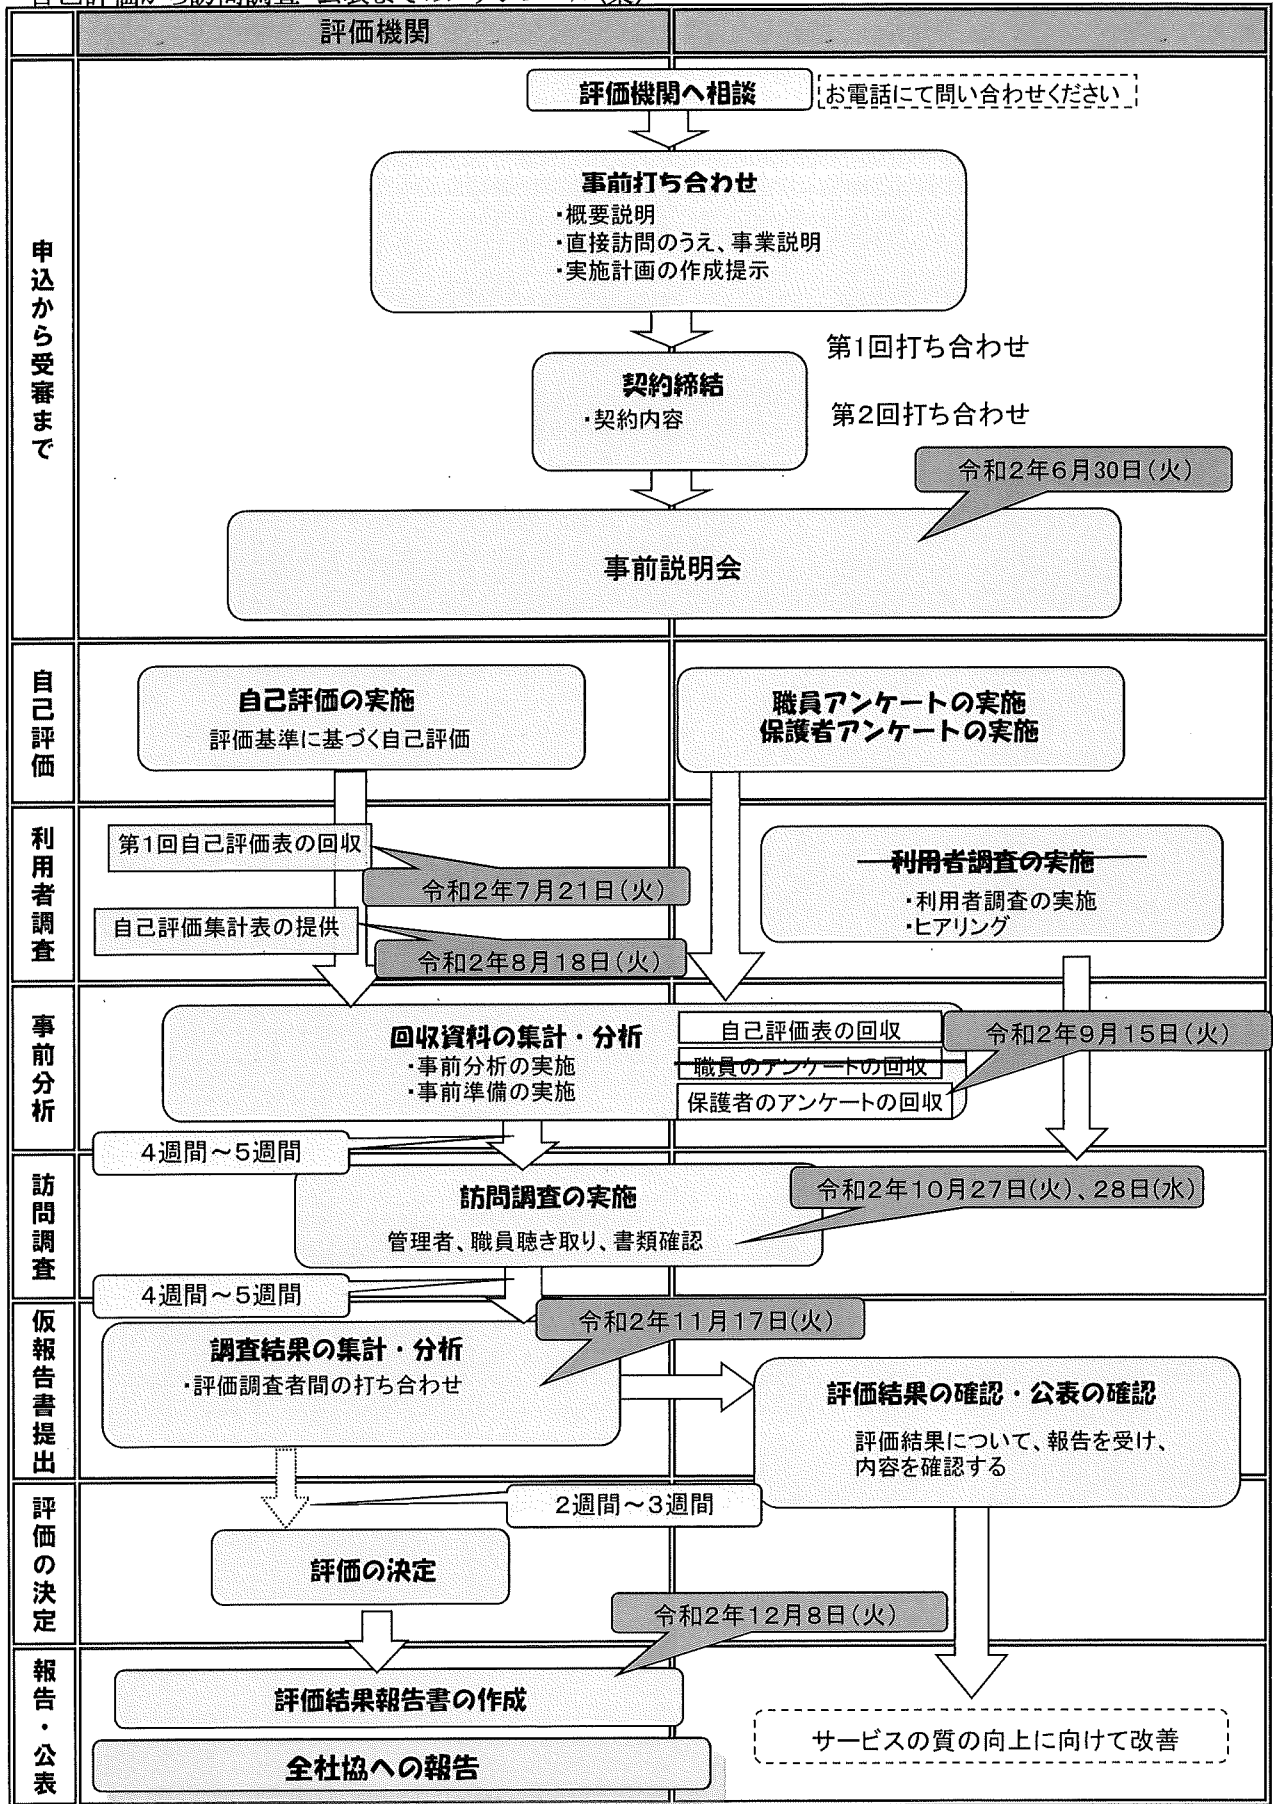 評価機関
申込から受審まで
評価機関へ相談
お電話にて問い合わせください
事前打ち合わせ
・概要説明
・直接訪問のうえ、事業説明
・実施計画の作成提示
第1回打ち合わせ
契約締結
・契約内容
第2回打ち合わせ
令和2年6月30日(火)
事前説明会
自己評価
自己評価の実施
評価基準に基づく自己評価
職員アンケートの実施
保護者アンケートの実施
利用者調査
第1回自己評価表の回収
令和2年7月21日(火)
自己評価集計表の提供
令和2年8月18日(火)
利用者調査の実施
・利用者調査の実施
・ヒアリング
事前分析
回収資料の集計・分析
・事前分析の実施
・事前準備の実施
自己評価表の回収
職員のアンケートの回収
保護者のアンケートの回収
令和2年9月15日(火)
4週間～5週間
訪問調査
訪問調査の実施
管理者、職員聴き取り、書類確認
令和2年10月27日(火)、28日(水)
4週間～5週間
仮報告書提出
令和2年11月17日(火)
調査結果の集計・分析
・評価調査者間の打ち合わせ
評価結果の確認・公表の確認
評価結果について、報告を受け、
内容を確認する
評価の決定
2週間～3週間
評価の決定
令和2年12月8日(火)
報告・公表
評価結果報告書の作成
全社協への報告
サービスの質の向上に向けて改善